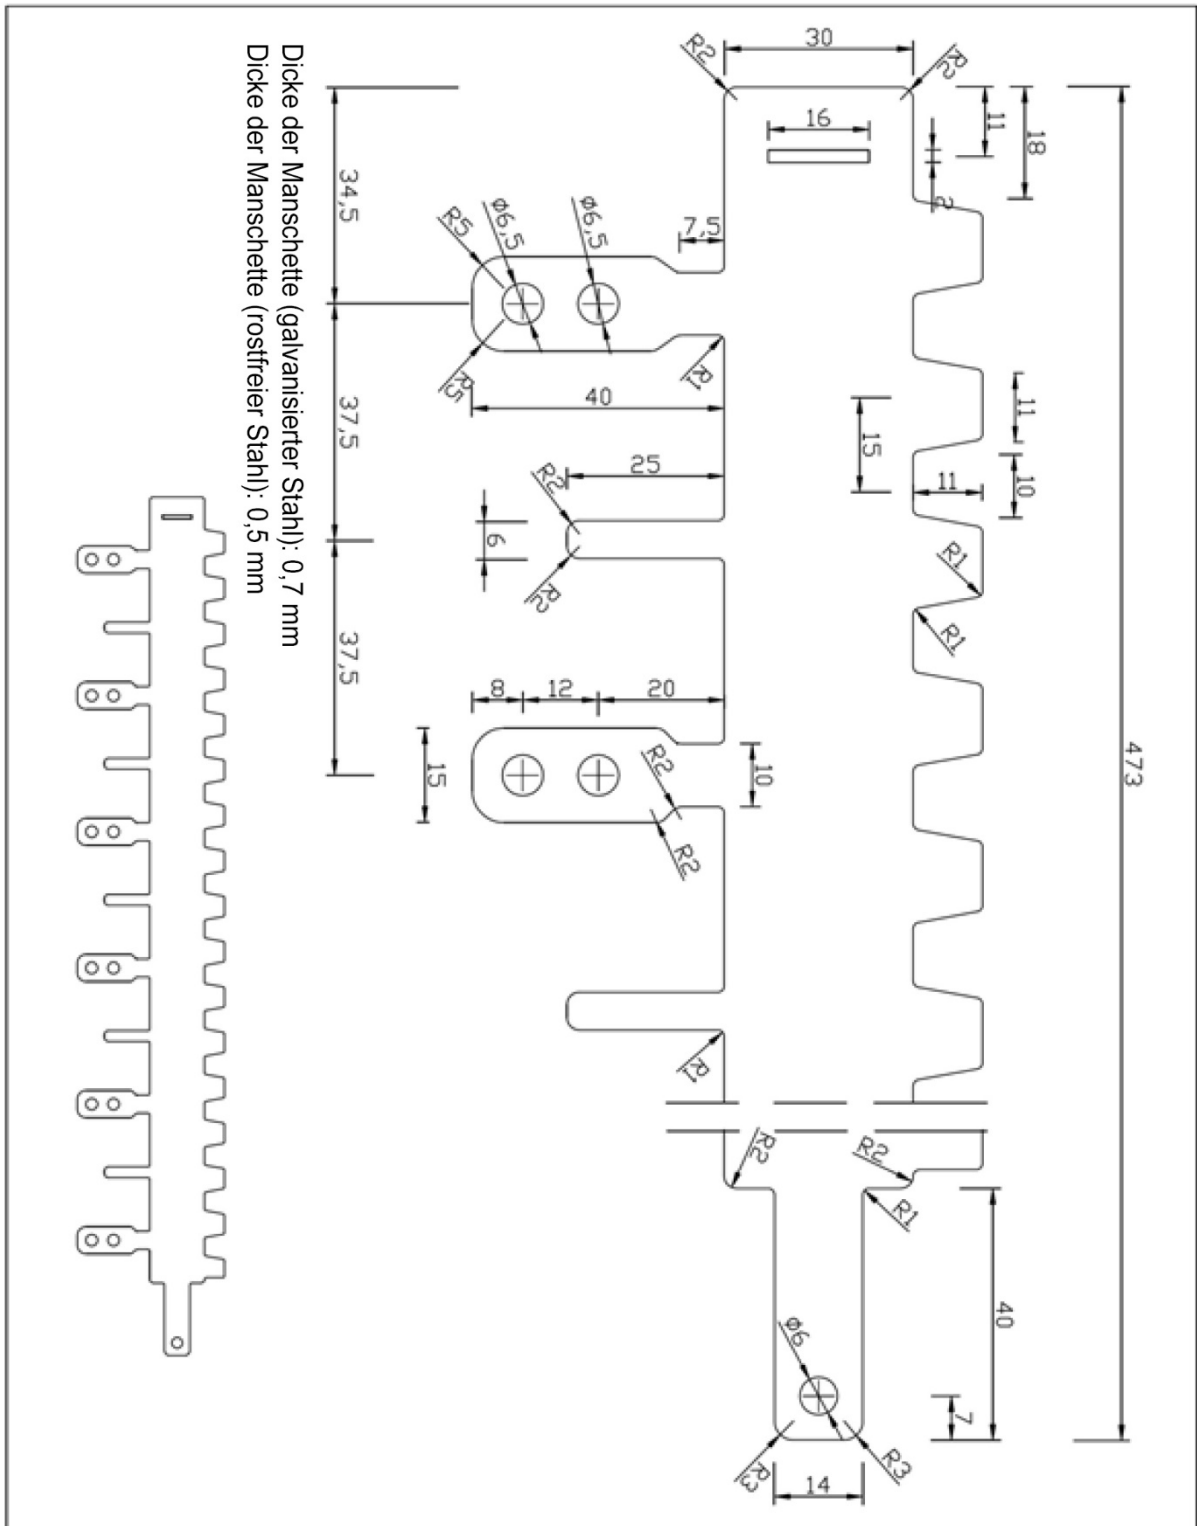 30
R2
R2
11
18
16
2
34,5
R5
Ø6,5
Ø6,5
7,5
R5
R1
40
37,5
11
15
11
10
25
R2
6
R2
R1
R1
473
37,5
8
12
20
15
10
R2
R2
R1
R2
R2
R1
40
Ø6
7
R3
R3
14
Dicke der Manschette (galvanisierter Stahl): 0,7 mm
Dicke der Manschette (rostfreier Stahl): 0,5 mm